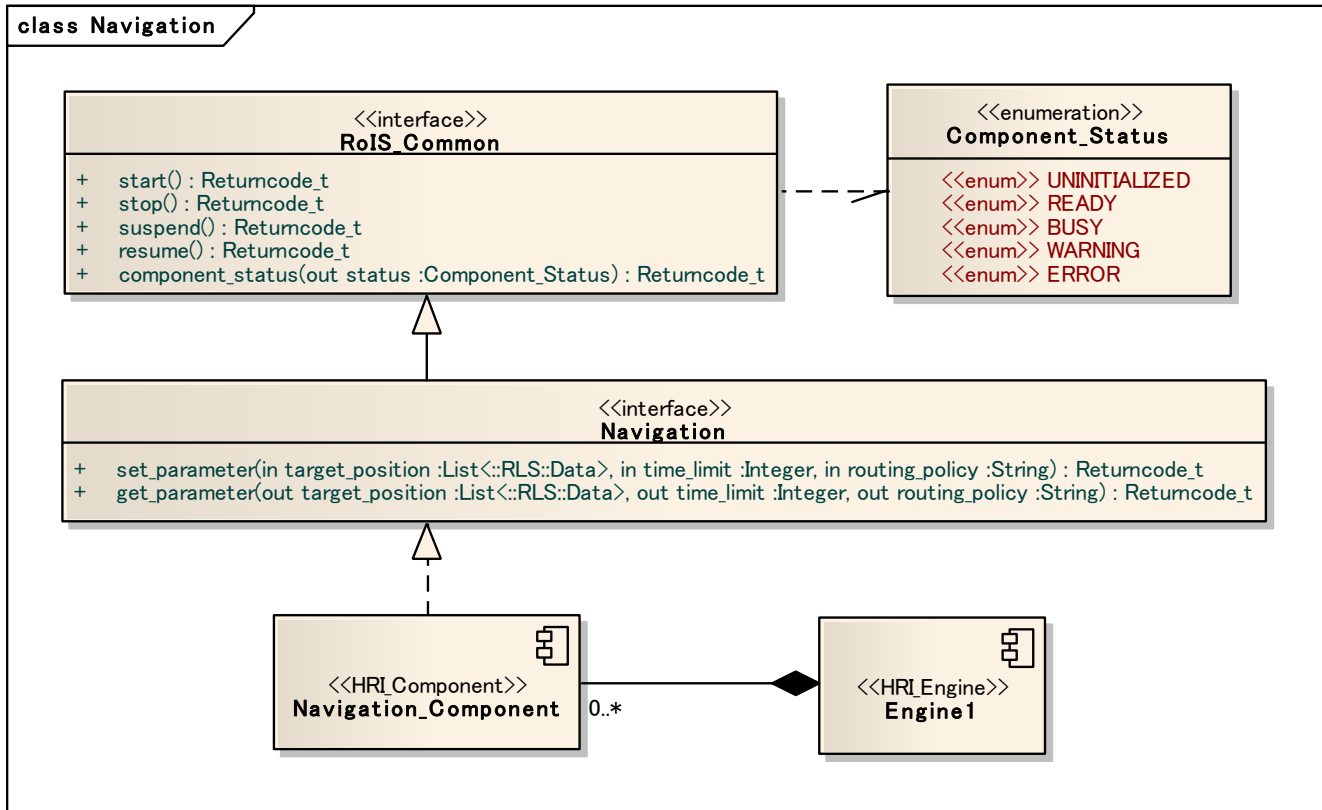 class Navigation
<<interface>>
RoIS_Common
+ start() : Returncode_t
+ stop() : Returncode_t
+ suspend() : Returncode_t
+ resume() : Returncode_t
+ component_status(out status :Component_Status) : Returncode_t
<<enumeration>>
Component_Status
<<enum>> UNINITIALIZED
<<enum>> READY
<<enum>> BUSY
<<enum>> WARNING
<<enum>> ERROR
<<interface>>
Navigation
+ set_parameter(in target_position :List<::RLS::Data>, in time_limit :Integer, in routing_policy :String) : Returncode_t
+ get_parameter(out target_position :List<::RLS::Data>, out time_limit :Integer, out routing_policy :String) : Returncode_t
<<HRI_Component>>
Navigation_Component
0..*
<<HRI_Engine>>
Engine1